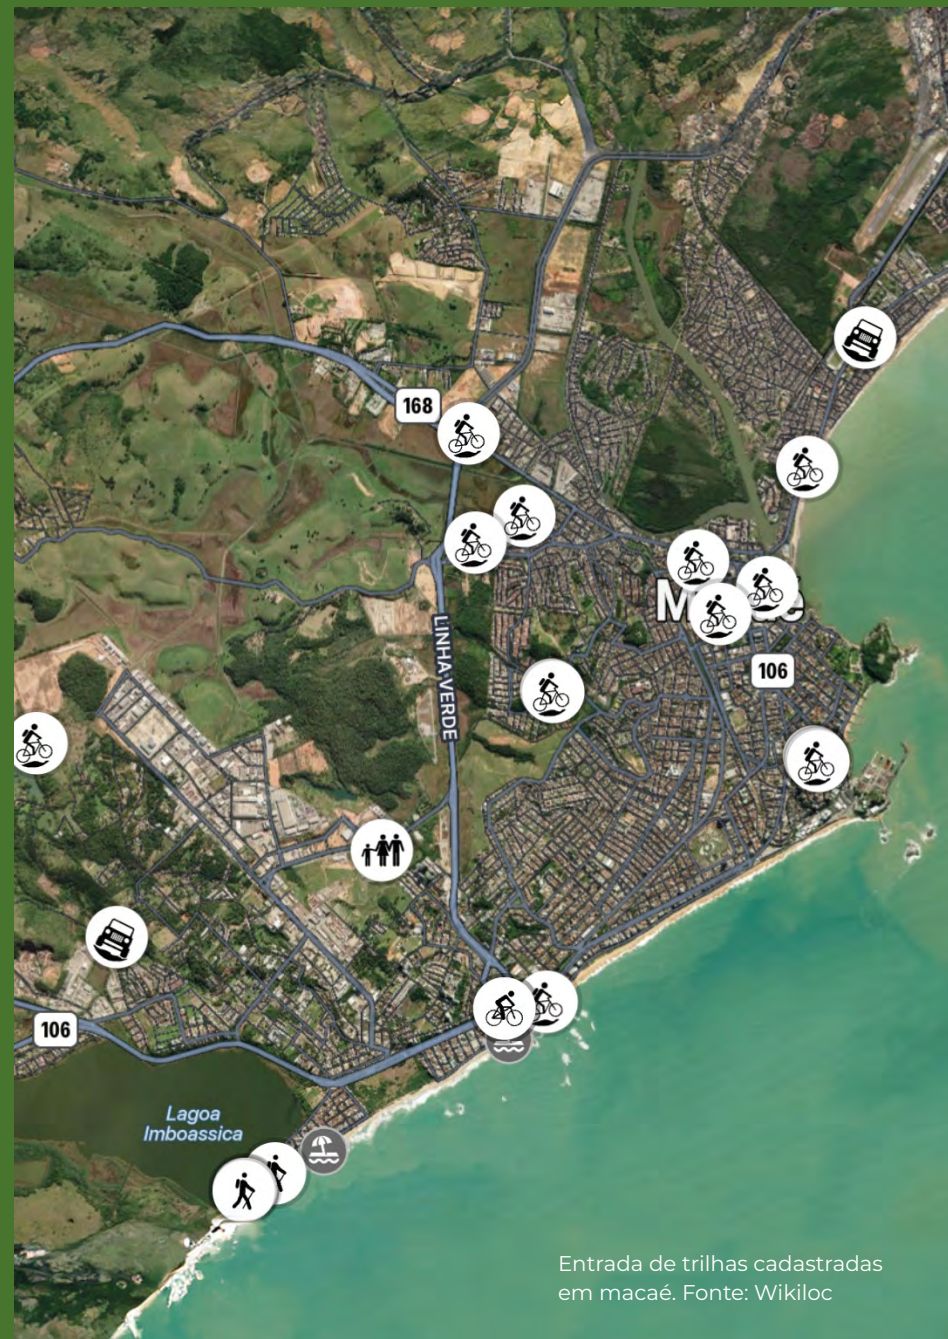 168
LINHA VERDE
106
106
Lagoa
Imboassica
Entrada de trilhas cadastradas
em macaé. Fonte: Wikiloc